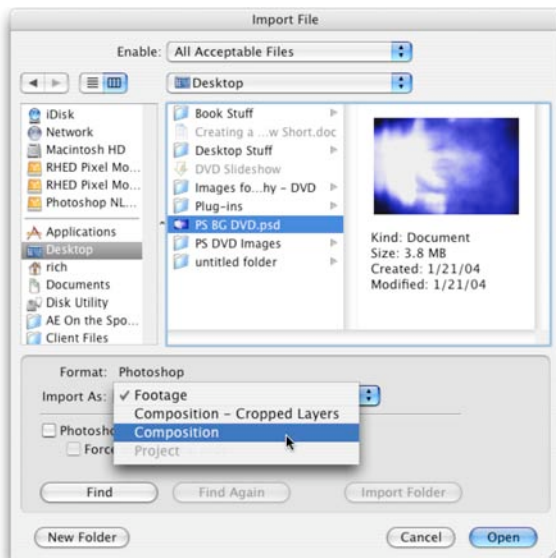 Import File
Enable: All Acceptable Files
Desktop
iDisk
Network
Macintosh HD
RHED Pixel Mo...
RHED Pixel Mo...
Photoshop NL...
Applications
Desktop
rich
Documents
Disk Utility
AE On the Spo...
Client Files
Book Stuff
Creating a ...w Short.doc
Desktop Stuff
DVD Slideshow
Images fo...hy - DVD
Plug-ins
PS BG DVD.psd
PS DVD Images
untitled folder
Kind: Document
Size: 3.8 MB
Created: 1/21/04
Modified: 1/21/04
Format: Photoshop
Import As: ✓ Footage
Composition – Cropped Layers
Composition
Project
Photosho
Force
Find
Find Again
Import Folder
New Folder
Cancel
Open